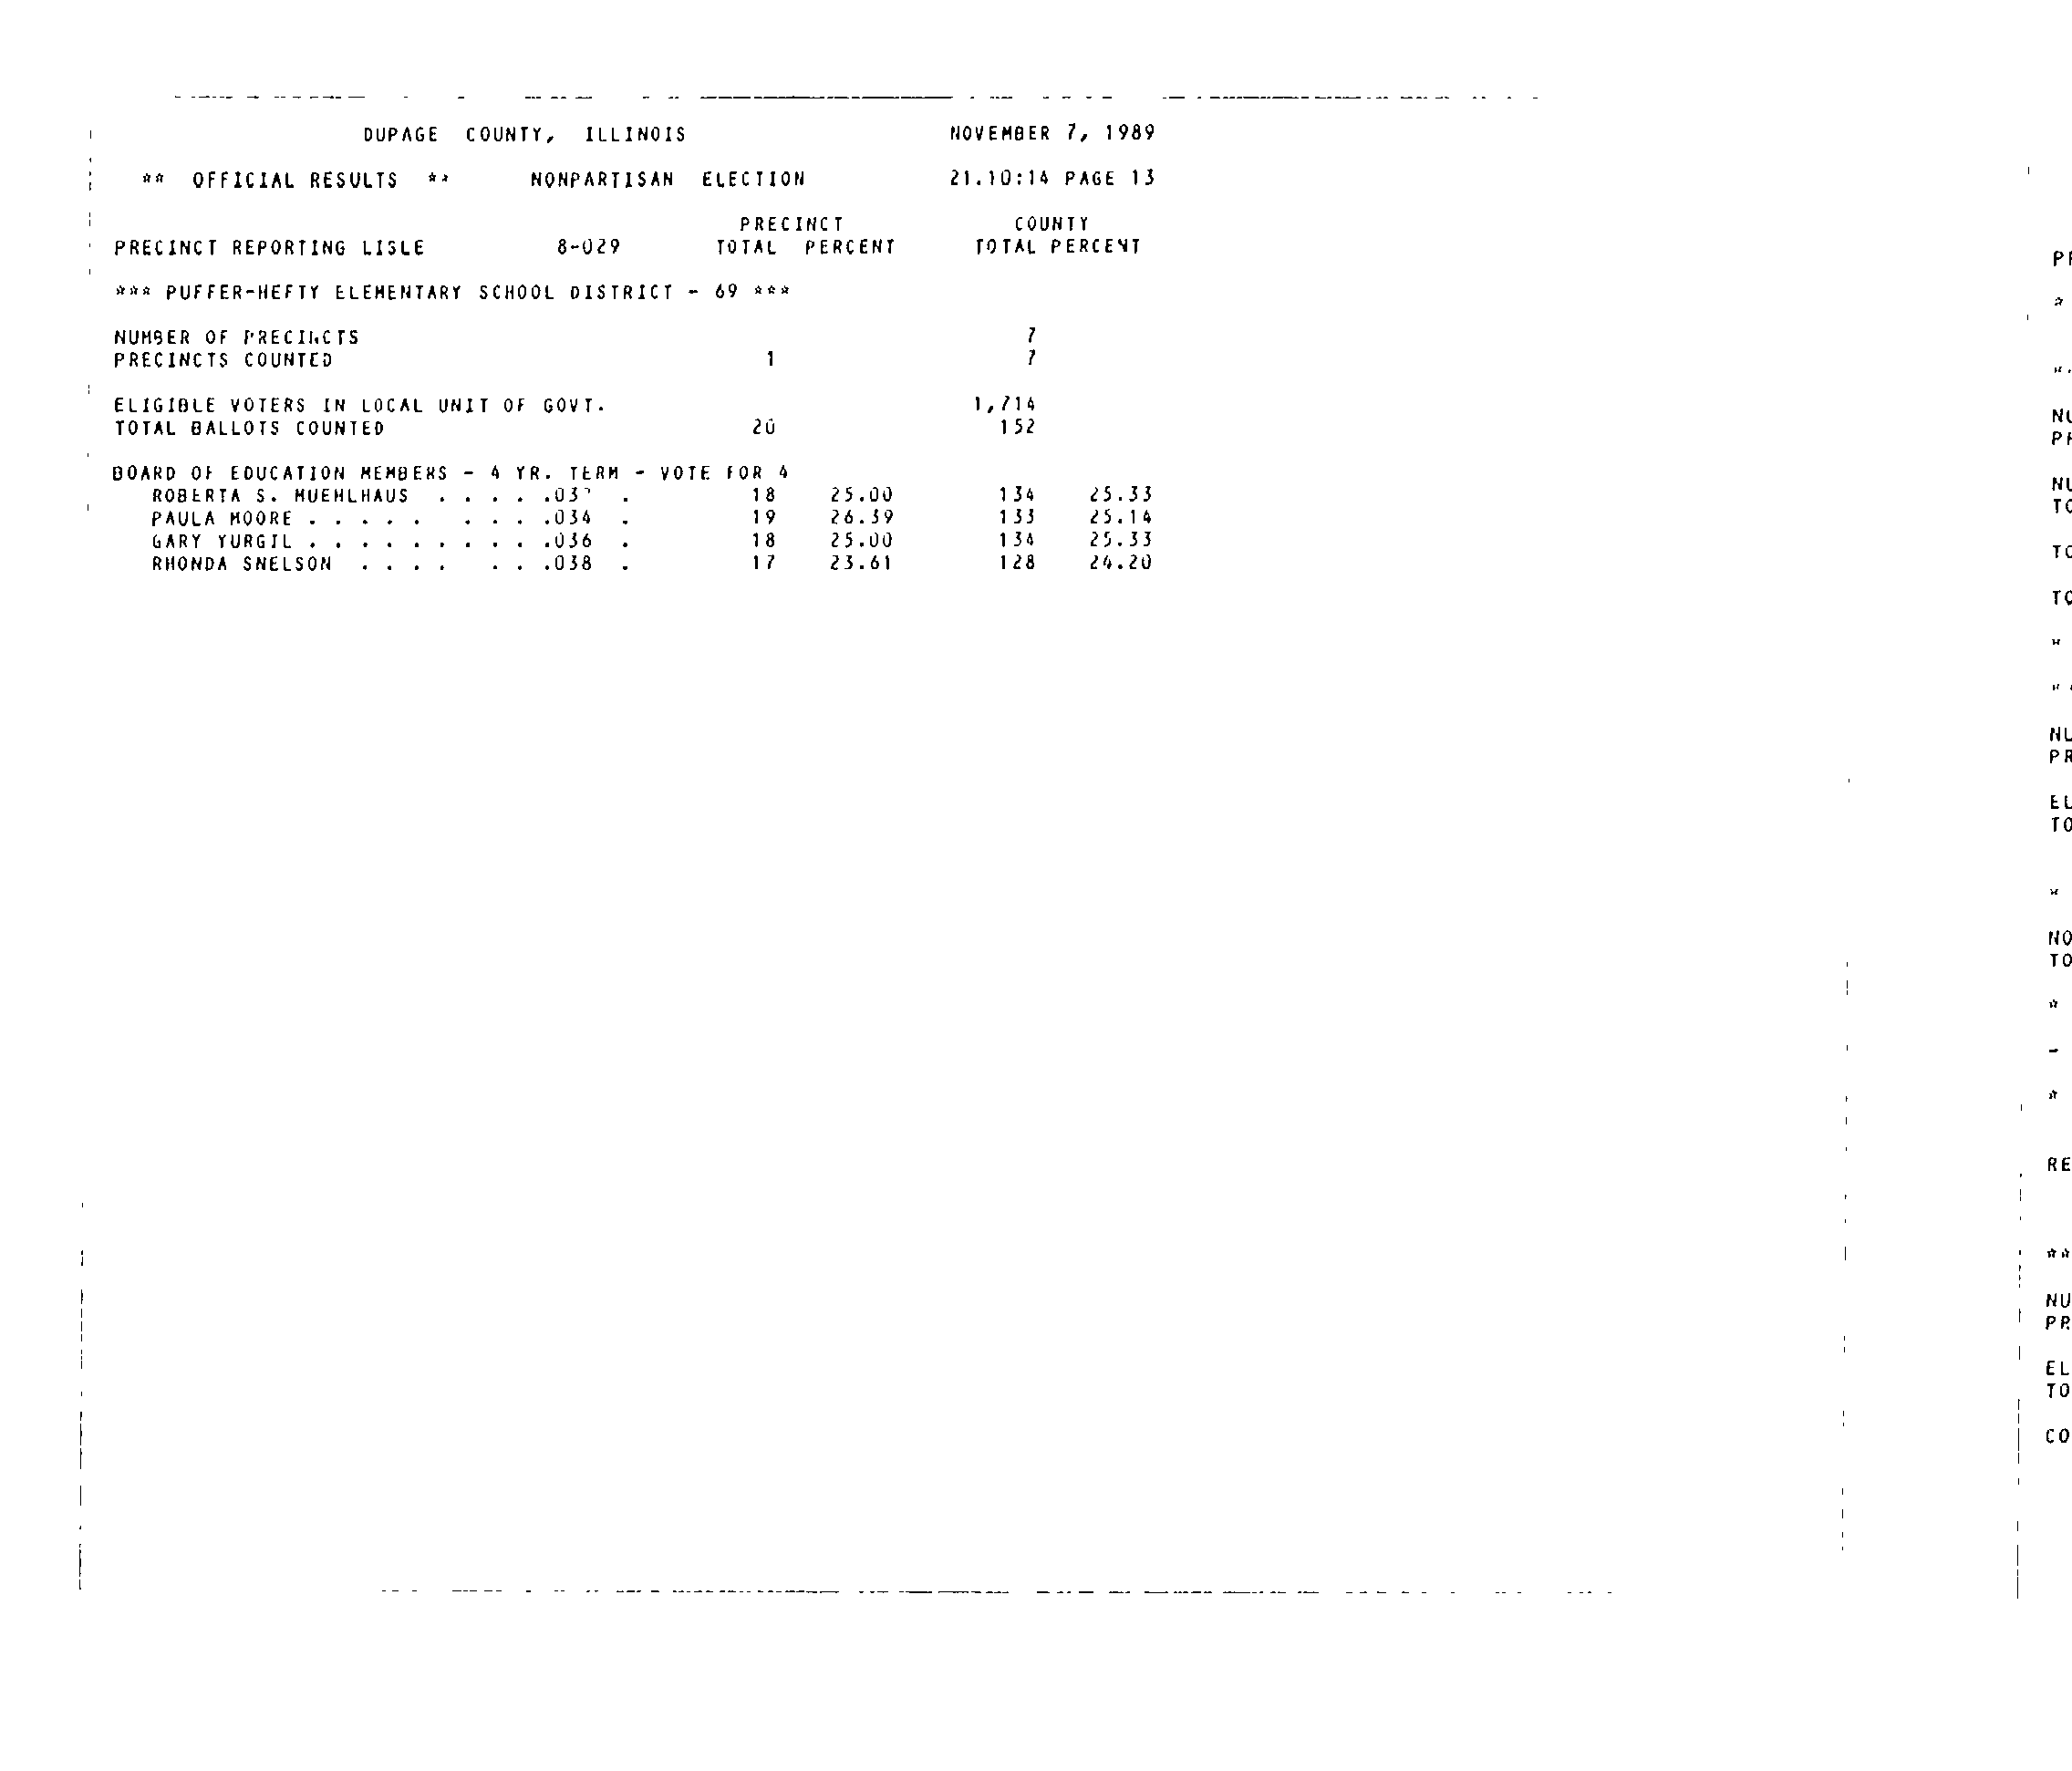 DUPAGE COUNTY, ILLINOIS NOVEMBER 7, 1989
** OFFICIAL RESULTS ** NONPARTISAN ELECTION 21.10:14 PAGE 13
PRECINCT COUNTY
PRECINCT REPORTING LISLE 8-029 TOTAL PERCENT TOTAL PERCENT
*** PUFFER-HEFTY ELEMENTARY SCHOOL DISTRICT - 69 ***
NUMBER OF PRECINCTS 7
PRECINCTS COUNTED 1 7
ELIGIBLE VOTERS IN LOCAL UNIT OF GOVT. 1,714
TOTAL BALLOTS COUNTED 20 152
BOARD OF EDUCATION MEMBERS - 4 YR. TERM - VOTE FOR 4
ROBERTA S. MUEHLHAUS . . . . . . 18 25.00 134 25.33
PAULA MOORE . . . . . . . . .034 . 19 26.39 133 25.14
GARY YURGIL . . . . . . . . . .036 . 18 25.00 134 25.33
RHONDA SNELSON . . . . . . .038 . 17 23.61 128 24.20
PR
*
NU
PR
NU
TO
TO
TO
*
NU
PR
EL
TO
*
NO
TO
*
-
*
RE
**
NU
PR
EL
TO
CO